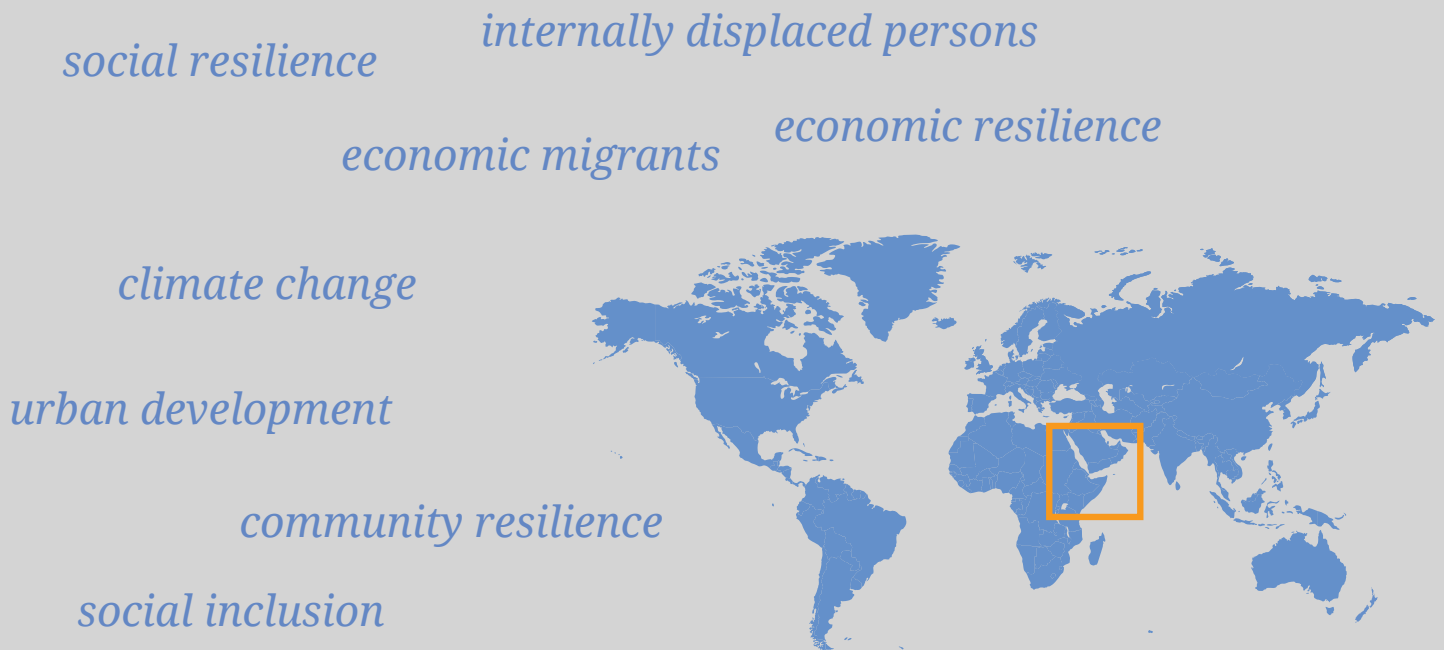 internally displaced persons
social resilience
economic resilience
economic migrants
climate change
urban development
community resilience
social inclusion